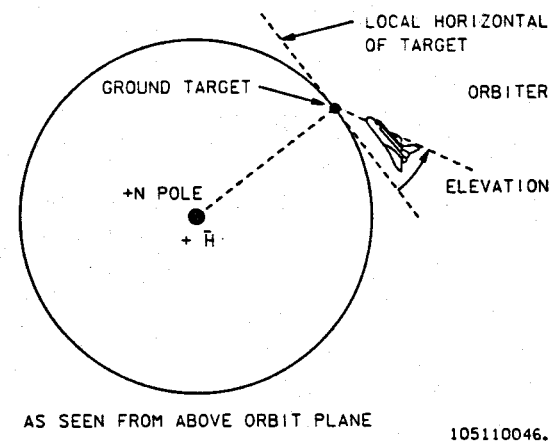 LOCAL HORIZONTAL
OF TARGET
GROUND TARGET
ORBITER
ELEVATION
+N POLE
+ H̅
AS SEEN FROM ABOVE ORBIT PLANE
105110046.